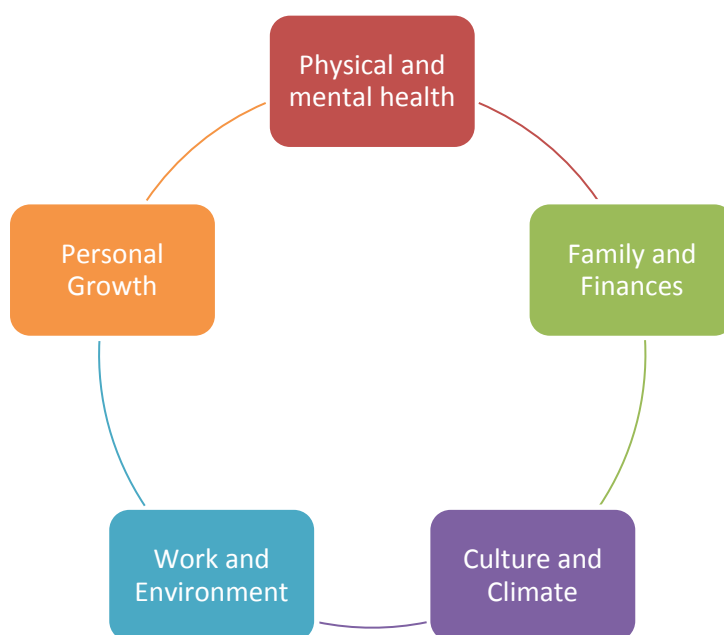 Physical and
mental health
Family and
Finances
Culture and
Climate
Work and
Environment
Personal
Growth